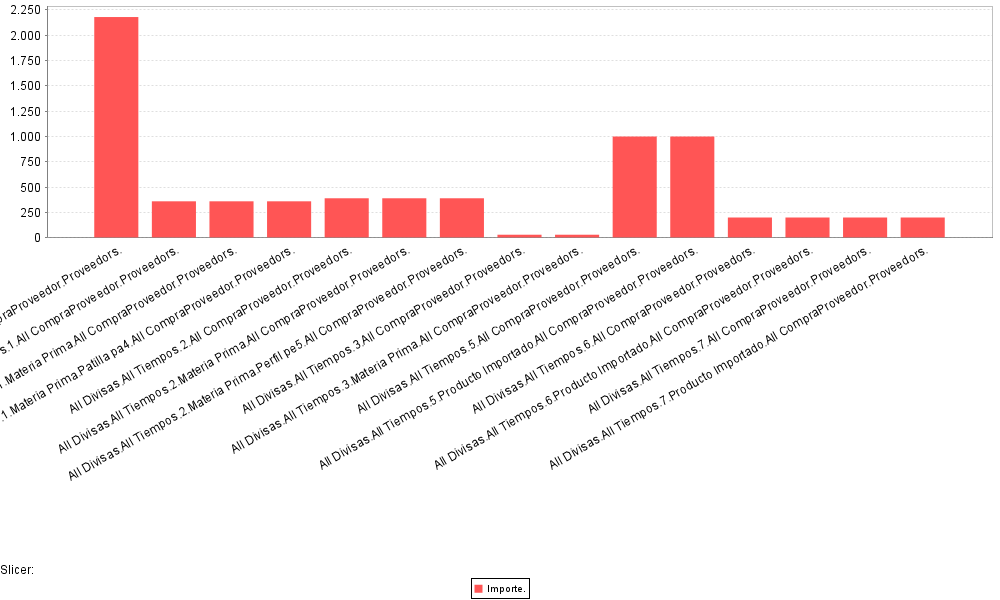 2.250
2.000
1.750
1.500
1.250
1.000
750
500
250
0
raProveedor.Proveedors.
s.1.All CompraProveedor.Proveedors.
1.Materia Prima.All CompraProveedor.Proveedors.
.1.Materia Prima.Patilla pa4.All CompraProveedor.Proveedors.
All Divisas.All Tiempos.2.All CompraProveedor.Proveedors.
All Divisas.All Tiempos.2.Materia Prima.All CompraProveedor.Proveedors.
All Divisas.All Tiempos.2.Materia Prima.Perfil pe5.All CompraProveedor.Proveedors.
All Divisas.All Tiempos.3.All CompraProveedor.Proveedors.
All Divisas.All Tiempos.3.Materia Prima.All CompraProveedor.Proveedors.
All Divisas.All Tiempos.5.All CompraProveedor.Proveedors.
All Divisas.All Tiempos.5.Producto Importado.All CompraProveedor.Proveedors.
All Divisas.All Tiempos.6.All CompraProveedor.Proveedors.
All Divisas.All Tiempos.6.Producto Importado.All CompraProveedor.Proveedors.
All Divisas.All Tiempos.7.All CompraProveedor.Proveedors.
All Divisas.All Tiempos.7.Producto Importado.All CompraProveedor.Proveedors.
Slicer:
Importe.